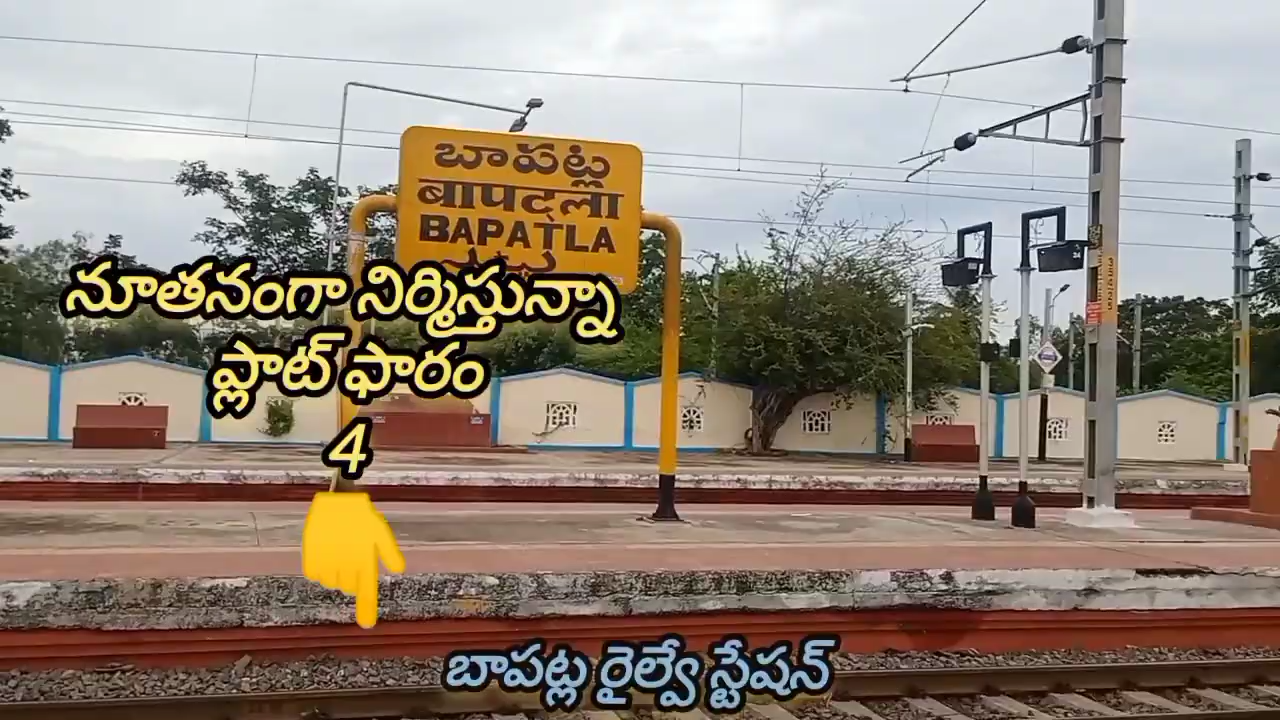 బాపట్ల
बापटला
BAPATLA
నూతనంగా నిర్మిస్తున్నా
ప్లాట్ ఫారం
4
బాపట్ల రైల్వే స్టేషన్